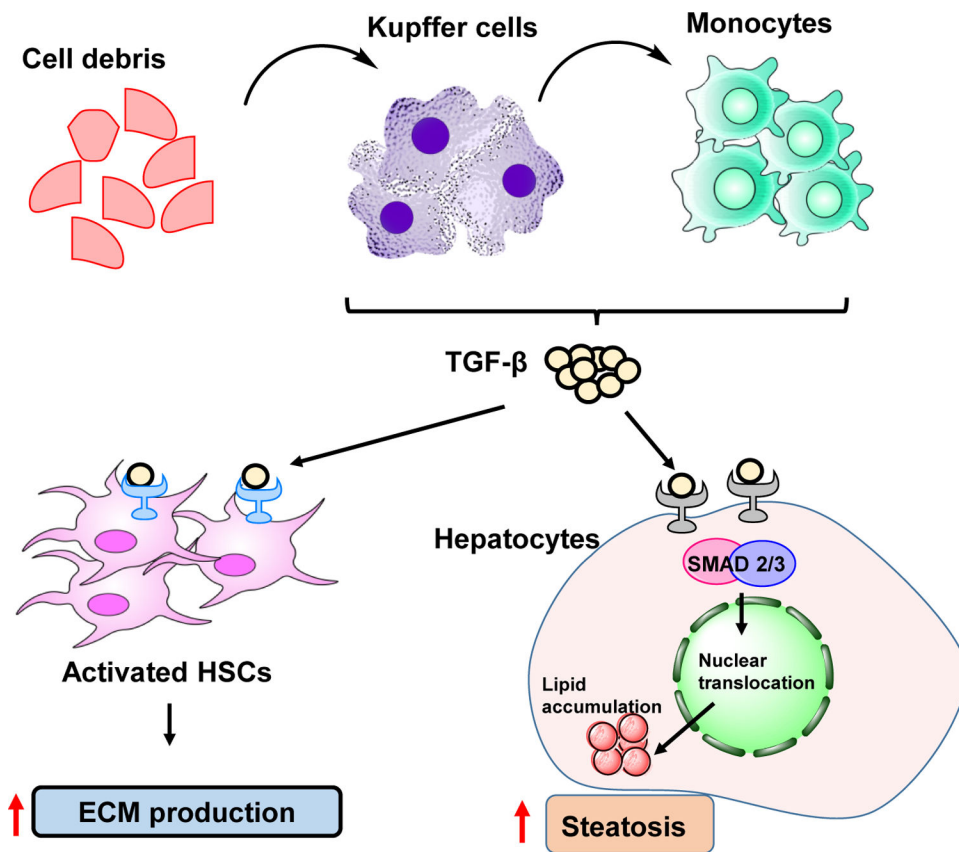 Cell debris
Kupffer cells
Monocytes
TGF-β
Hepatocytes
SMAD 2/3
Nuclear
translocation
Lipid
accumulation
Activated HSCs
ECM production
Steatosis